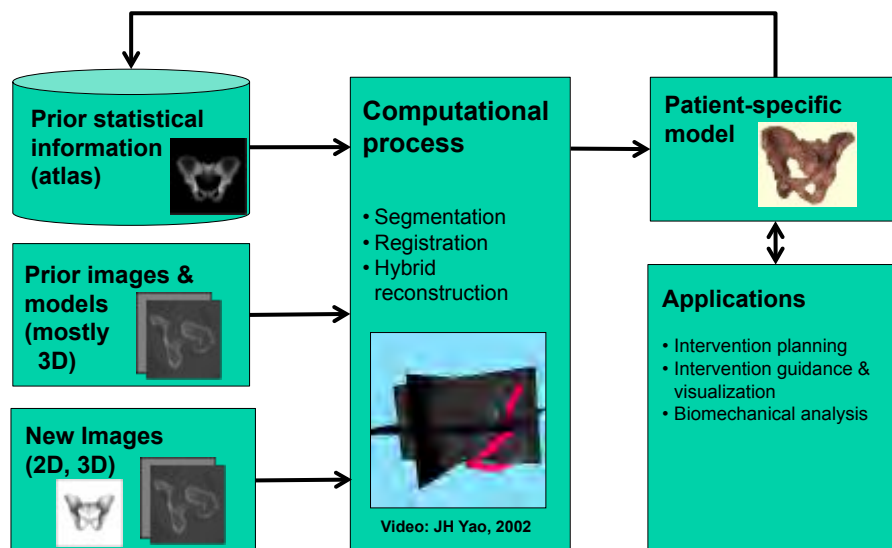 Prior statistical
information
(atlas)
Prior images &
models
(mostly
3D)
New Images
(2D, 3D)
Computational
process
• Segmentation
• Registration
• Hybrid
reconstruction
Video: JH Yao, 2002
Patient-specific
model
Applications
• Intervention planning
• Intervention guidance &
visualization
• Biomechanical analysis